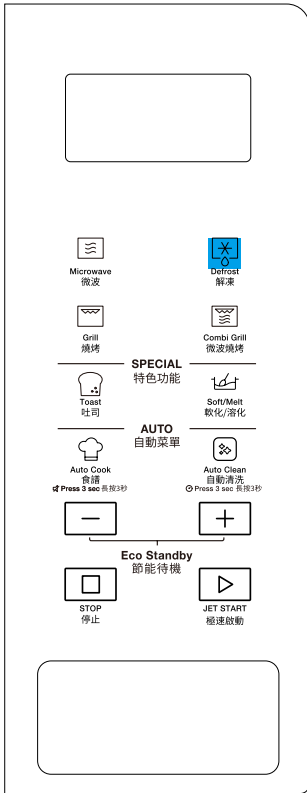 Microwave
微波
Defrost
解凍
Grill
燒烤
Combi Grill
微波燒烤
SPECIAL
特色功能
Toast
吐司
Soft/Melt
軟化/溶化
AUTO
自動菜單
Auto Cook
食譜
Press 3 sec 長按3秒
Auto Clean
自動清洗
Press 3 sec 長按3秒
Eco Standby
節能待機
STOP
停止
JET START
極速啟動